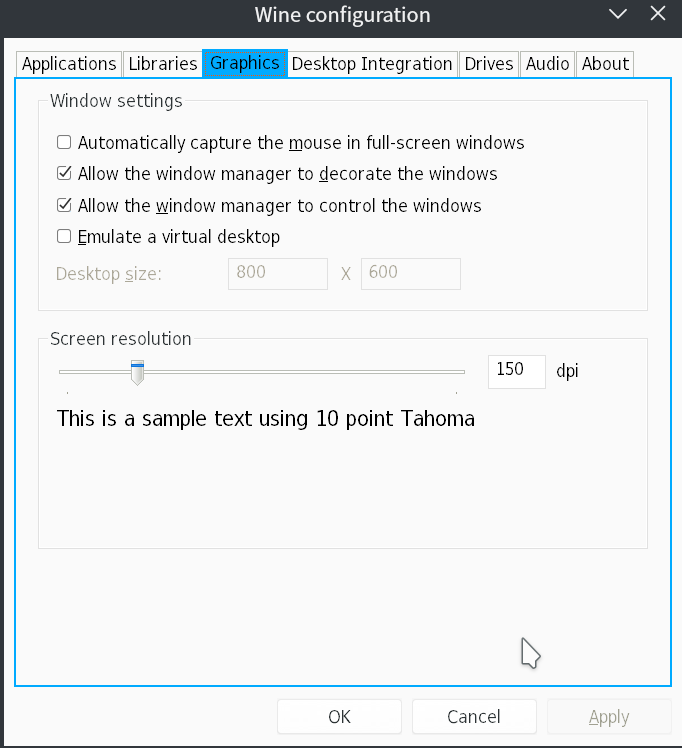 Wine configuration
Applications Libraries Graphics Desktop Integration Drives Audio About
Window settings
Automatically capture the mouse in full-screen windows
Allow the window manager to decorate the windows
Allow the window manager to control the windows
Emulate a virtual desktop
Desktop size: 800 X 600
Screen resolution
150 dpi
This is a sample text using 10 point Tahoma
OK Cancel Apply